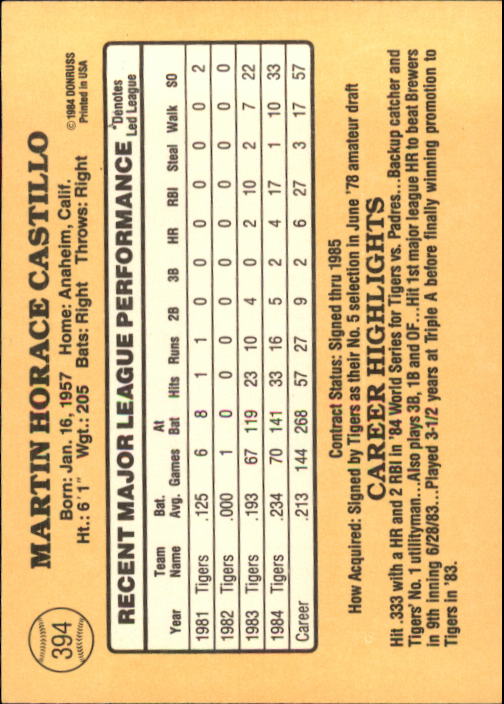 394
MARTIN HORACE CASTILLO
© 1984 DONRUSS
Printed in USA
Born: Jan. 16, 1957 Home: Anaheim, Calif.
Ht.: 6'1" Wgt.: 205 Bats: Right Throws: Right
RECENT MAJOR LEAGUE PERFORMANCE
*Denotes
Led League
Year Team Name Bat. Avg. Games At Bat Hits Runs 2B 3B HR RBI Steal Walk SO
1981 Tigers .125 6 8 1 1 0 0 0 0 0 0 2
1982 Tigers .000 1 0 0 0 0 0 0 0 0 0 0
1983 Tigers .193 67 119 23 10 4 0 2 10 2 7 22
1984 Tigers .234 70 141 33 16 5 2 4 17 1 10 33
Career .213 144 268 57 27 9 2 6 27 3 17 57
Contract Status: Signed thru 1985
How Acquired: Signed by Tigers as their No. 5 selection in June '78 amateur draft
CAREER HIGHLIGHTS
Hit .333 with a HR and 2 RBI in '84 World Series for Tigers vs. Padres...Backup catcher and
Tigers' No. 1 utilityman...Also plays 3B, 1B and OF...Hit 1st major league HR to beat Brewers
in 9th inning 6/28/83...Played 3-1/2 years at Triple A before finally winning promotion to
Tigers in '83.